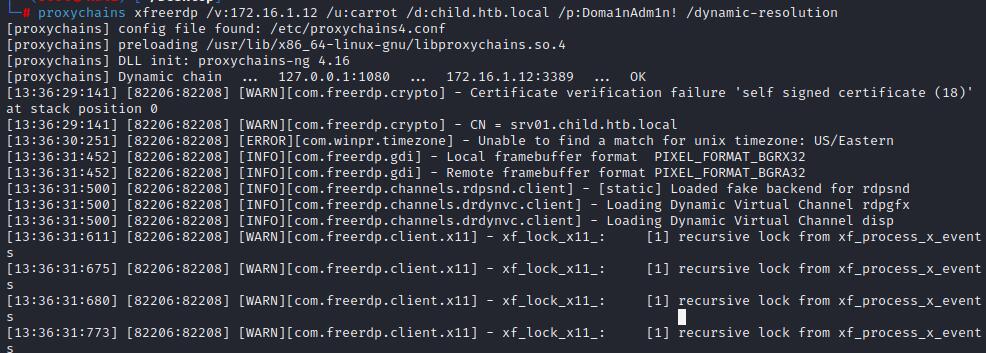 # proxychains xfreerdp /v:172.16.1.12 /u:carrot /d:child.htb.local /p:Doma1nAdm1n! /dynamic-resolution
[proxychains] config file found: /etc/proxychains4.conf
[proxychains] preloading /usr/lib/x86_64-linux-gnu/libproxychains.so.4
[proxychains] DLL init: proxychains-ng 4.16
[proxychains] Dynamic chain  ...  127.0.0.1:1080  ...  172.16.1.12:3389  ...  OK
[13:36:29:141] [82206:82208] [WARN][com.freerdp.crypto] - Certificate verification failure 'self signed certificate (18)'
at stack position 0
[13:36:29:141] [82206:82208] [WARN][com.freerdp.crypto] - CN = srv01.child.htb.local
[13:36:30:251] [82206:82208] [ERROR][com.winpr.timezone] - Unable to find a match for unix timezone: US/Eastern
[13:36:31:452] [82206:82208] [INFO][com.freerdp.gdi] - Local framebuffer format  PIXEL_FORMAT_BGRX32
[13:36:31:452] [82206:82208] [INFO][com.freerdp.gdi] - Remote framebuffer format PIXEL_FORMAT_BGRA32
[13:36:31:500] [82206:82208] [INFO][com.freerdp.channels.rdpsnd.client] - [static] Loaded fake backend for rdpsnd
[13:36:31:500] [82206:82208] [INFO][com.freerdp.channels.drdynvc.client] - Loading Dynamic Virtual Channel rdpgfx
[13:36:31:500] [82206:82208] [INFO][com.freerdp.channels.drdynvc.client] - Loading Dynamic Virtual Channel disp
[13:36:31:611] [82206:82208] [WARN][com.freerdp.client.x11] - xf_lock_x11_:     [1] recursive lock from xf_process_x_event
s
[13:36:31:675] [82206:82208] [WARN][com.freerdp.client.x11] - xf_lock_x11_:     [1] recursive lock from xf_process_x_event
s
[13:36:31:680] [82206:82208] [WARN][com.freerdp.client.x11] - xf_lock_x11_:     [1] recursive lock from xf_process_x_event
s
[13:36:31:773] [82206:82208] [WARN][com.freerdp.client.x11] - xf_lock_x11_:     [1] recursive lock from xf_process_x_event
s